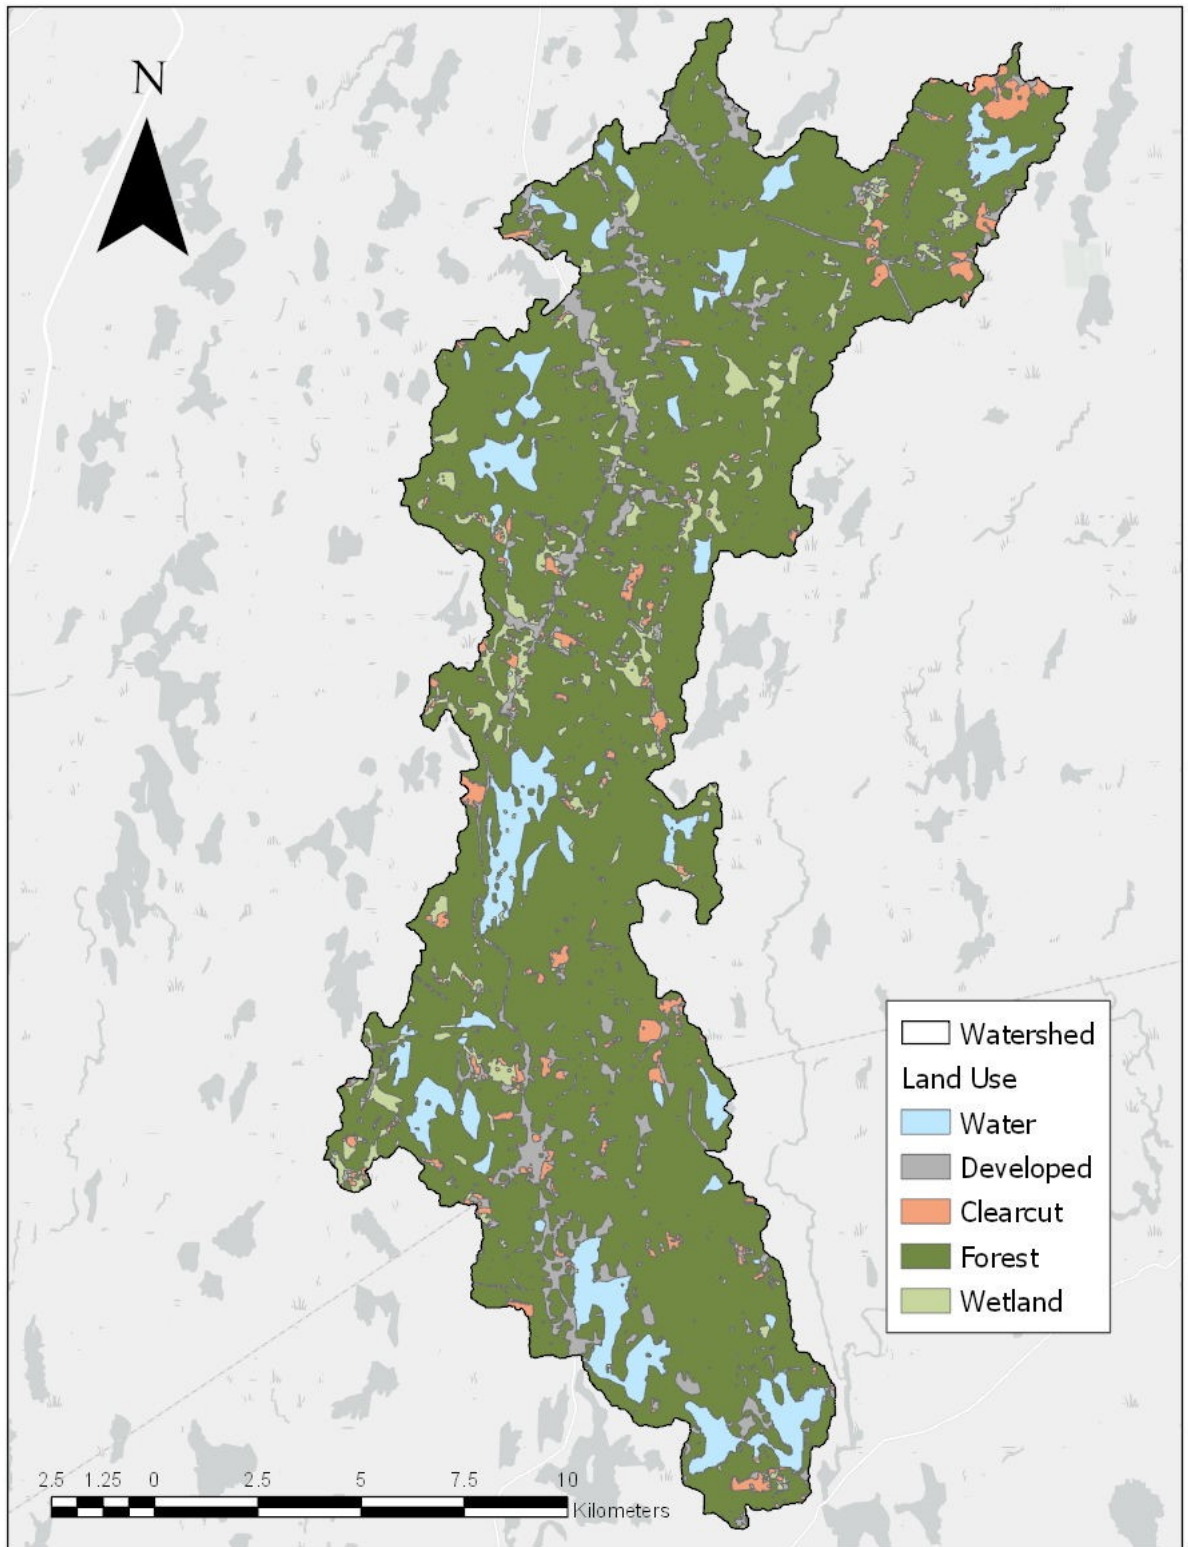 N
Watershed
Land Use
Water
Developed
Clearcut
Forest
Wetland
2.5 1.25 0 2.5 5 7.5 10
Kilometers